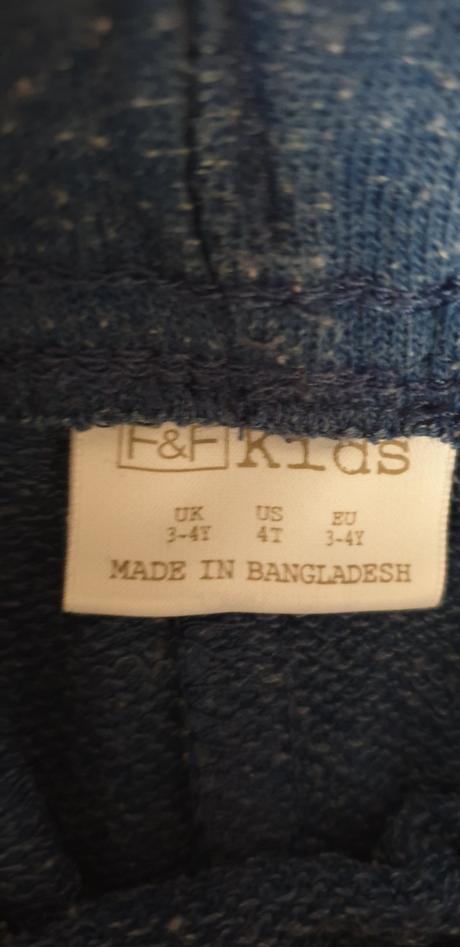 F&F Kids
UK US EU
3-4Y 4T 3-4Y
MADE IN BANGLADESH